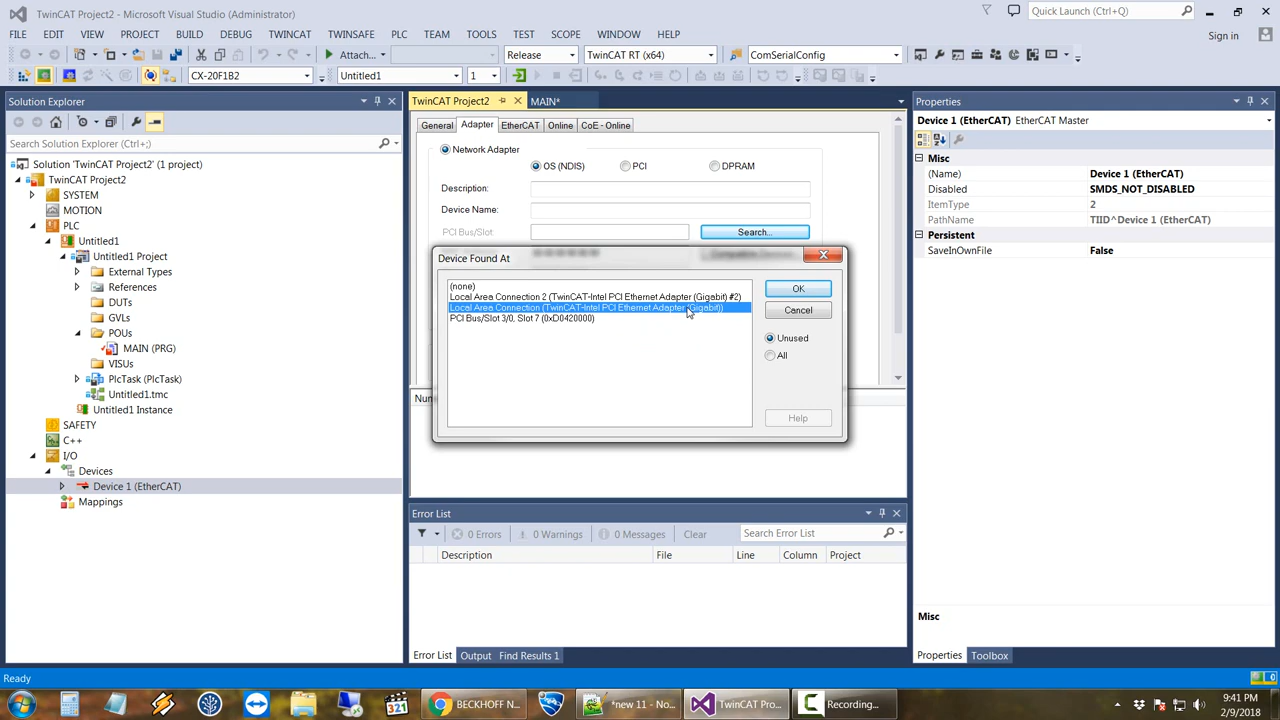 TwinCAT Project2 - Microsoft Visual Studio (Administrator)
Quick Launch (Ctrl+Q)
FILE EDIT VIEW PROJECT BUILD DEBUG TWINCAT TWINSAFE PLC TEAM TOOLS TEST SCOPE WINDOW HELP
Sign in
Attach... Release TwinCAT RT (x64) ComSerialConfig
CX-20F1B2 Untitled1 1
Solution Explorer
Search Solution Explorer (Ctrl+;)
Solution 'TwinCAT Project2' (1 project)
TwinCAT Project2
SYSTEM
MOTION
PLC
Untitled1
Untitled1 Project
External Types
References
DUTs
GVLs
POUs
MAIN (PRG)
VISUs
PlcTask (PlcTask)
Untitled1.tmc
Untitled1 Instance
SAFETY
C++
I/O
Devices
Device 1 (EtherCAT)
Mappings
TwinCAT Project2 MAIN*
General Adapter EtherCAT Online CoE - Online
Network Adapter
OS (NDIS) PCI DPRAM
Description:
Device Name:
PCI Bus/Slot Search...
Device Found At
(none)
Local Area Connection 2 (TwinCAT-Intel PCI Ethernet Adapter (Gigabit) #2)
Local Area Connection (TwinCAT-Intel PCI Ethernet Adapter (Gigabit))
PCI Bus/Slot 3/0, Slot 7 (0xD0420000)
OK
Cancel
Unused
All
Help
Error List
0 Errors 0 Warnings 0 Messages Clear Search Error List
Description File Line Column Project
Error List Output Find Results 1
Properties
Device 1 (EtherCAT) EtherCAT Master
Misc
(Name) Device 1 (EtherCAT)
Disabled SMDS_NOT_DISABLED
ItemType 2
PathName TIID^Device 1 (EtherCAT)
Persistent
SaveInOwnFile False
Misc
Properties Toolbox
Ready
BECKHOFF N... *new 11 - No... TwinCAT Pro... Recording...
9:41 PM
2/9/2018